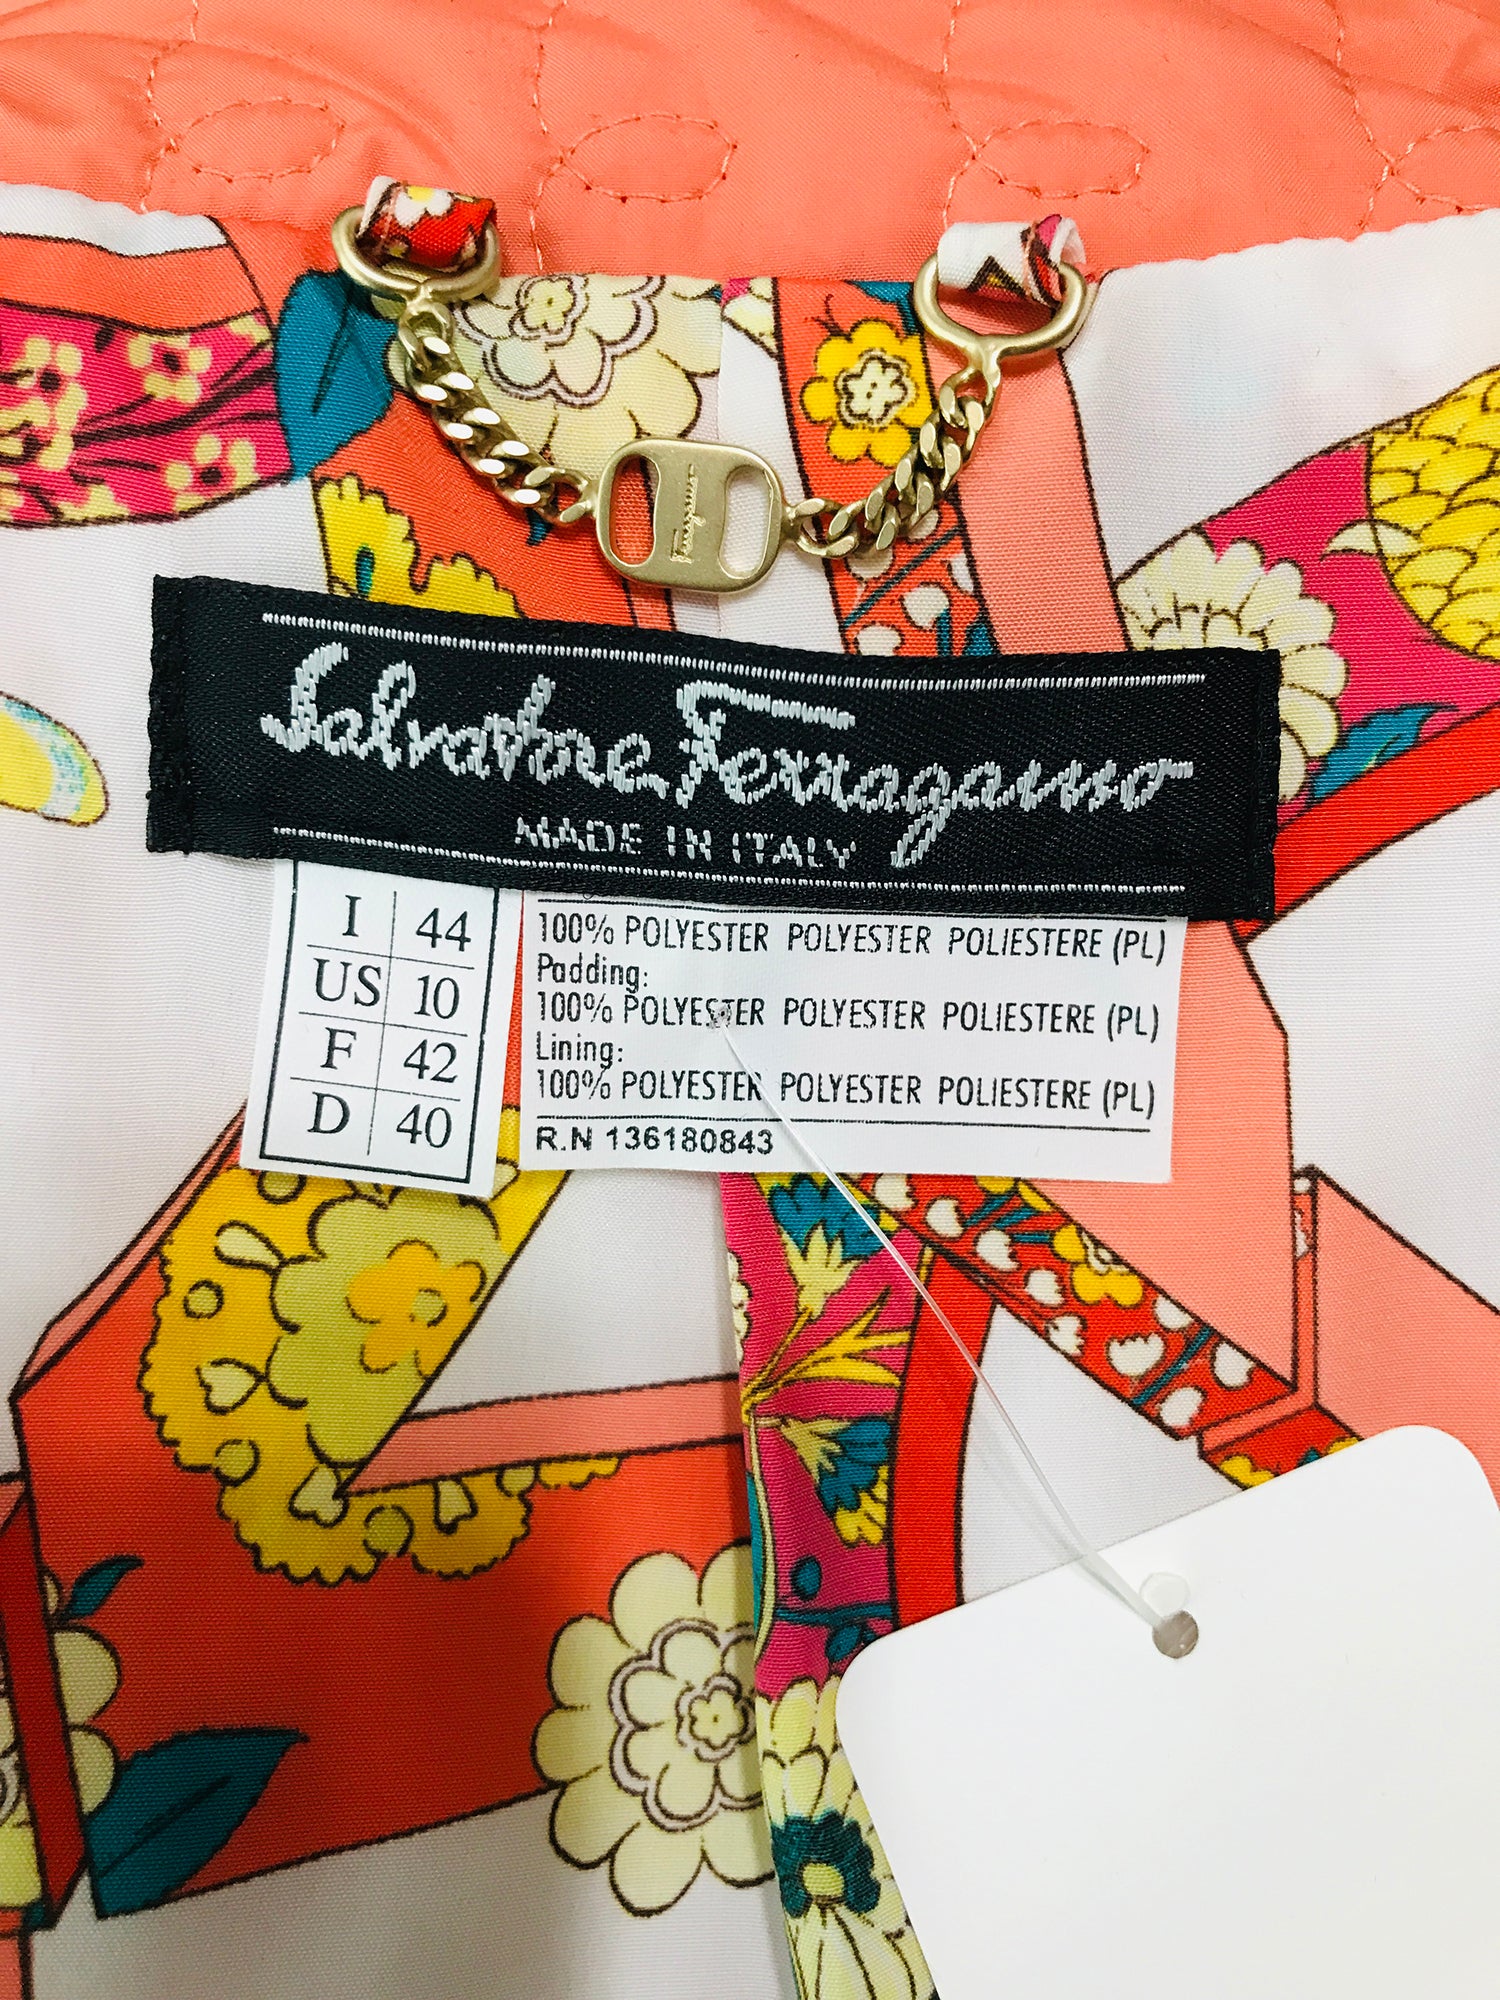 Ferragamo
Salvatore Ferragamo
MADE IN ITALY
I 44
US 10
F 42
D 40
100% POLYESTER POLYESTER POLIESTERE (PL)
Padding:
100% POLYESTER POLYESTER POLIESTERE (PL)
Lining:
100% POLYESTER POLYESTER POLIESTERE (PL)
R.N 136180843